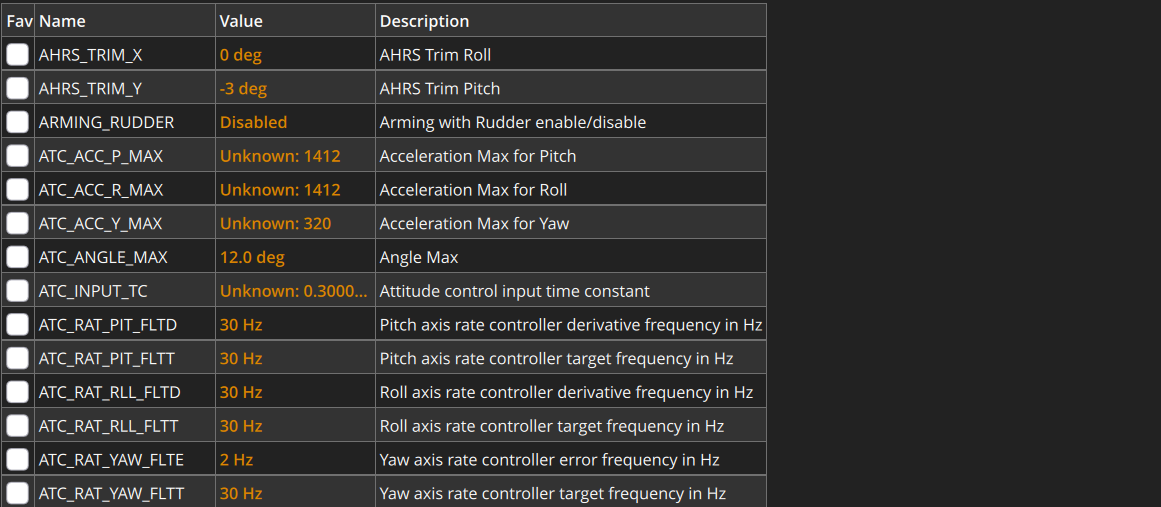 Fav Name Value Description
AHRS_TRIM_X 0 deg AHRS Trim Roll
AHRS_TRIM_Y -3 deg AHRS Trim Pitch
ARMING_RUDDER Disabled Arming with Rudder enable/disable
ATC_ACC_P_MAX Unknown: 1412 Acceleration Max for Pitch
ATC_ACC_R_MAX Unknown: 1412 Acceleration Max for Roll
ATC_ACC_Y_MAX Unknown: 320 Acceleration Max for Yaw
ATC_ANGLE_MAX 12.0 deg Angle Max
ATC_INPUT_TC Unknown: 0.3000... Attitude control input time constant
ATC_RAT_PIT_FLTD 30 Hz Pitch axis rate controller derivative frequency in Hz
ATC_RAT_PIT_FLTT 30 Hz Pitch axis rate controller target frequency in Hz
ATC_RAT_RLL_FLTD 30 Hz Roll axis rate controller derivative frequency in Hz
ATC_RAT_RLL_FLTT 30 Hz Roll axis rate controller target frequency in Hz
ATC_RAT_YAW_FLTE 2 Hz Yaw axis rate controller error frequency in Hz
ATC_RAT_YAW_FLTT 30 Hz Yaw axis rate controller target frequency in Hz